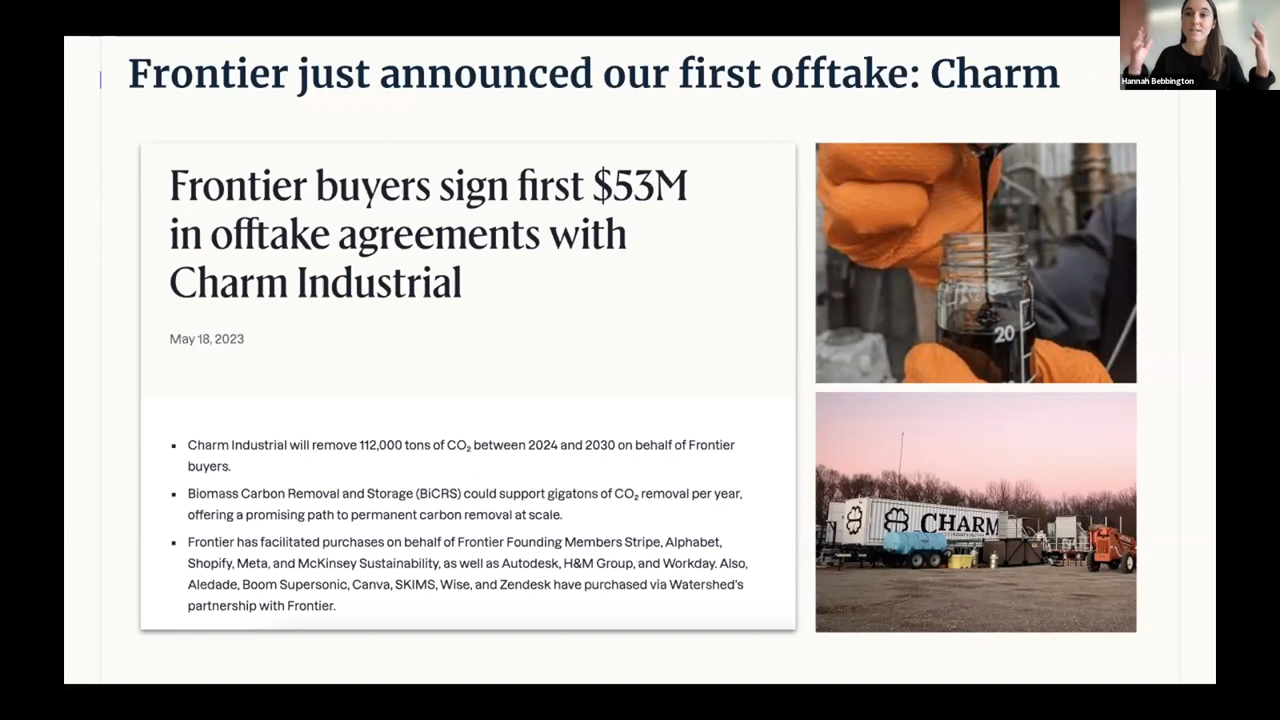 Frontier just announced our first offtake: Charm
Hannah Bebbington
Frontier buyers sign first $53M
in offtake agreements with
Charm Industrial
May 18, 2023
▪ Charm Industrial will remove 112,000 tons of CO₂ between 2024 and 2030 on behalf of Frontier
buyers.
▪ Biomass Carbon Removal and Storage (BiCRS) could support gigatons of CO₂ removal per year,
offering a promising path to permanent carbon removal at scale.
▪ Frontier has facilitated purchases on behalf of Frontier Founding Members Stripe, Alphabet,
Shopify, Meta, and McKinsey Sustainability, as well as Autodesk, H&M Group, and Workday. Also,
Aledade, Boom Supersonic, Canva, SKIMS, Wise, and Zendesk have purchased via Watershed's
partnership with Frontier.
20
CHARM